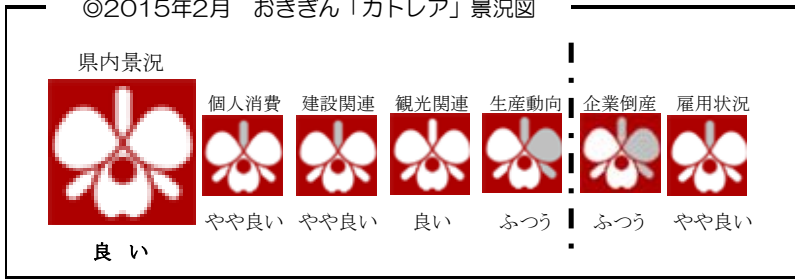 ©2015年2月 おきぎん「カトレア」景況図
県内景況
個人消費 建設関連 観光関連 生産動向 企業倒産 雇用状況
やや良い やや良い 良い ふつう ふつう やや良い
良 い